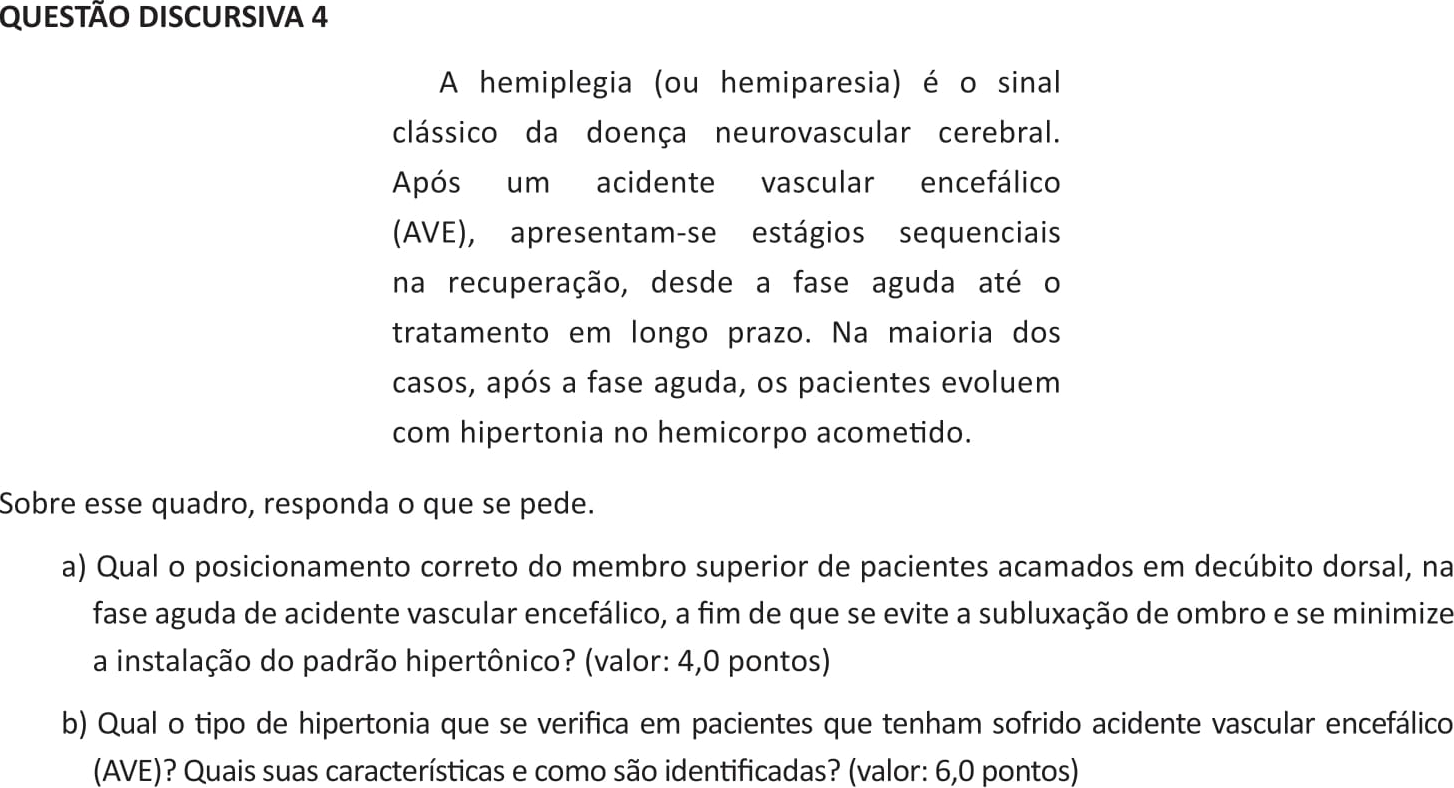 QUESTÃO DISCURSIVA 4
A hemiplegia (ou hemiparesia) é o sinal
clássico da doença neurovascular cerebral.
Após um acidente vascular encefálico
(AVE), apresentam-se estágios sequenciais
na recuperação, desde a fase aguda até o
tratamento em longo prazo. Na maioria dos
casos, após a fase aguda, os pacientes evoluem
com hipertonia no hemicorpo acometido.
Sobre esse quadro, responda o que se pede.
a) Qual o posicionamento correto do membro superior de pacientes acamados em decúbito dorsal, na
fase aguda de acidente vascular encefálico, a fim de que se evite a subluxação de ombro e se minimize
a instalação do padrão hipertônico? (valor: 4,0 pontos)
b) Qual o tipo de hipertonia que se verifica em pacientes que tenham sofrido acidente vascular encefálico
(AVE)? Quais suas características e como são identificadas? (valor: 6,0 pontos)